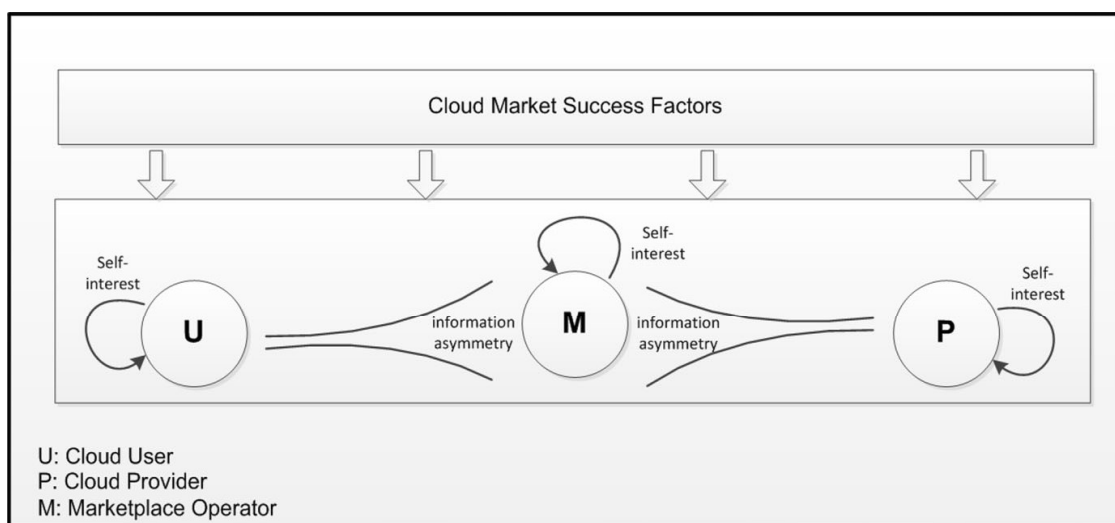 Cloud Market Success Factors
Self-
interest
Self-
interest
Self-
interest
U
information
asymmetry
M
information
asymmetry
P
U: Cloud User
P: Cloud Provider
M: Marketplace Operator